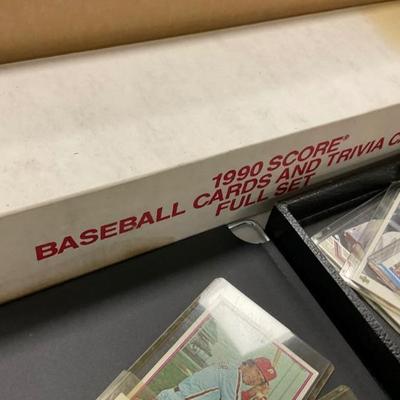 1990 SCORE®
BASEBALL CARDS AND TRIVIA C
FULL SET